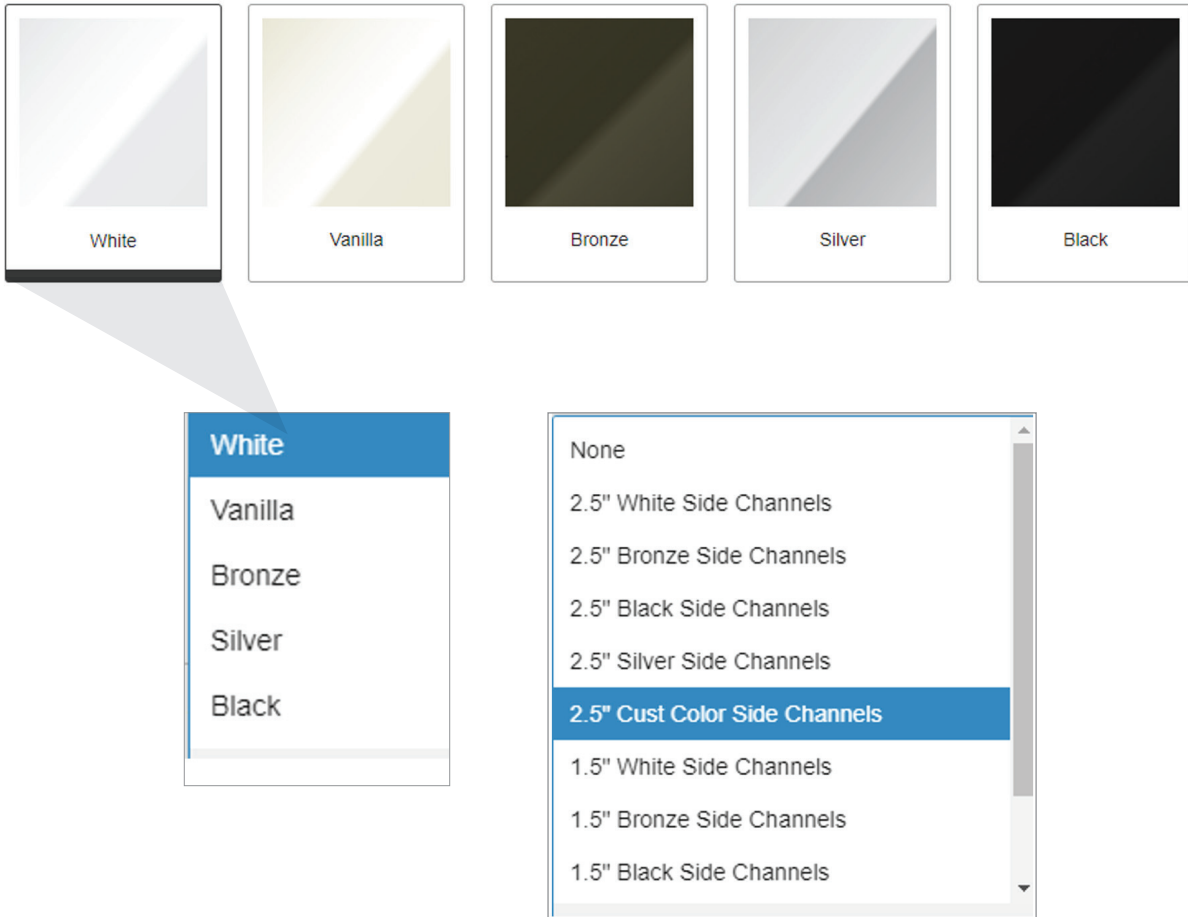 White
Vanilla
Bronze
Silver
Black
White
Vanilla
Bronze
Silver
Black
None
2.5" White Side Channels
2.5" Bronze Side Channels
2.5" Black Side Channels
2.5" Silver Side Channels
2.5" Cust Color Side Channels
1.5" White Side Channels
1.5" Bronze Side Channels
1.5" Black Side Channels